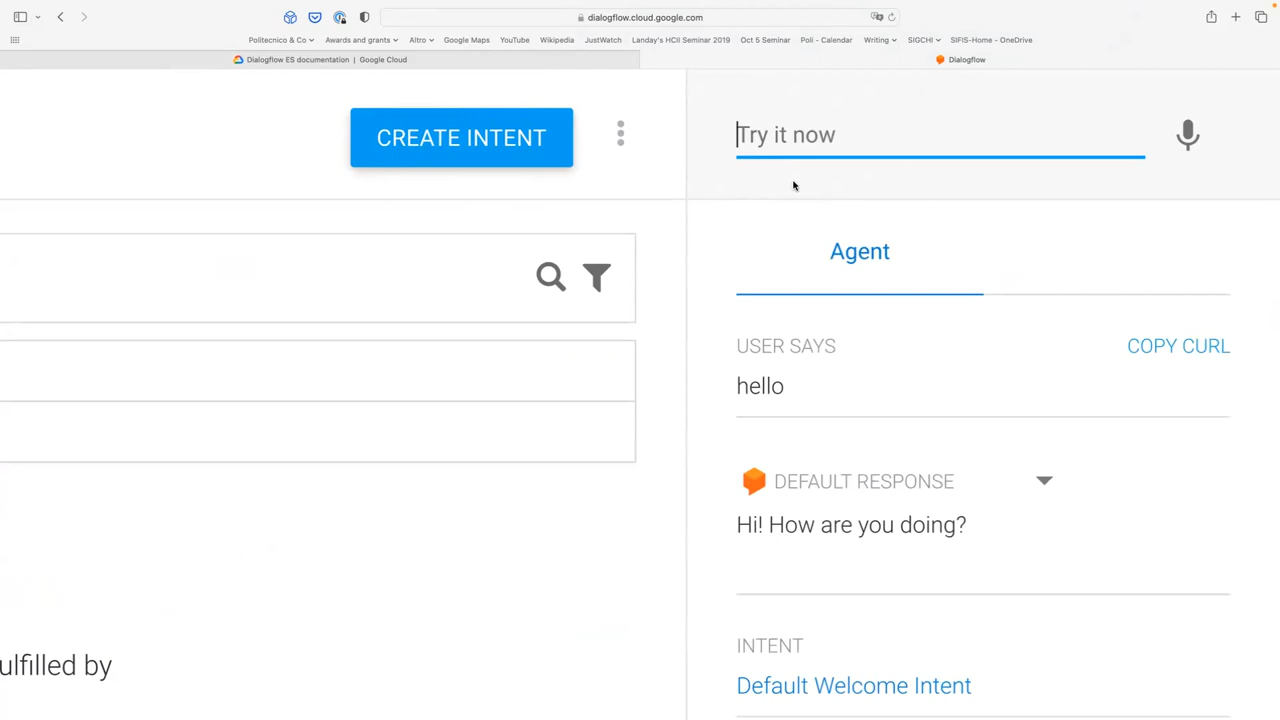 dialogflow.cloud.google.com
Politecnico & Co Awards and grants Altro Google Maps YouTube Wikipedia JustWatch Landay's HCII Seminar 2019 Oct 5 Seminar Poli - Calendar Writing SIGCHI SIFIS-Home - OneDrive
Dialogflow ES documentation | Google Cloud
Dialogflow
CREATE INTENT
Try it now
Agent
USER SAYS
COPY CURL
hello
DEFAULT RESPONSE
Hi! How are you doing?
INTENT
Default Welcome Intent
ulfilled by